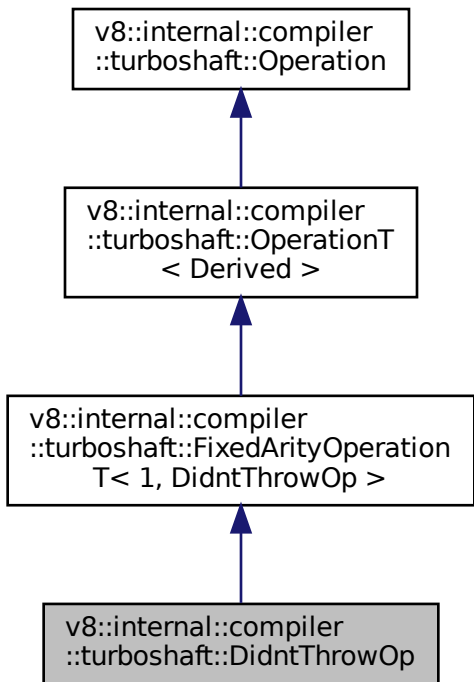 v8::internal::compiler
::turboshaft::Operation
v8::internal::compiler
::turboshaft::OperationT
< Derived >
v8::internal::compiler
::turboshaft::FixedArityOperation
T< 1, DidntThrowOp >
v8::internal::compiler
::turboshaft::DidntThrowOp